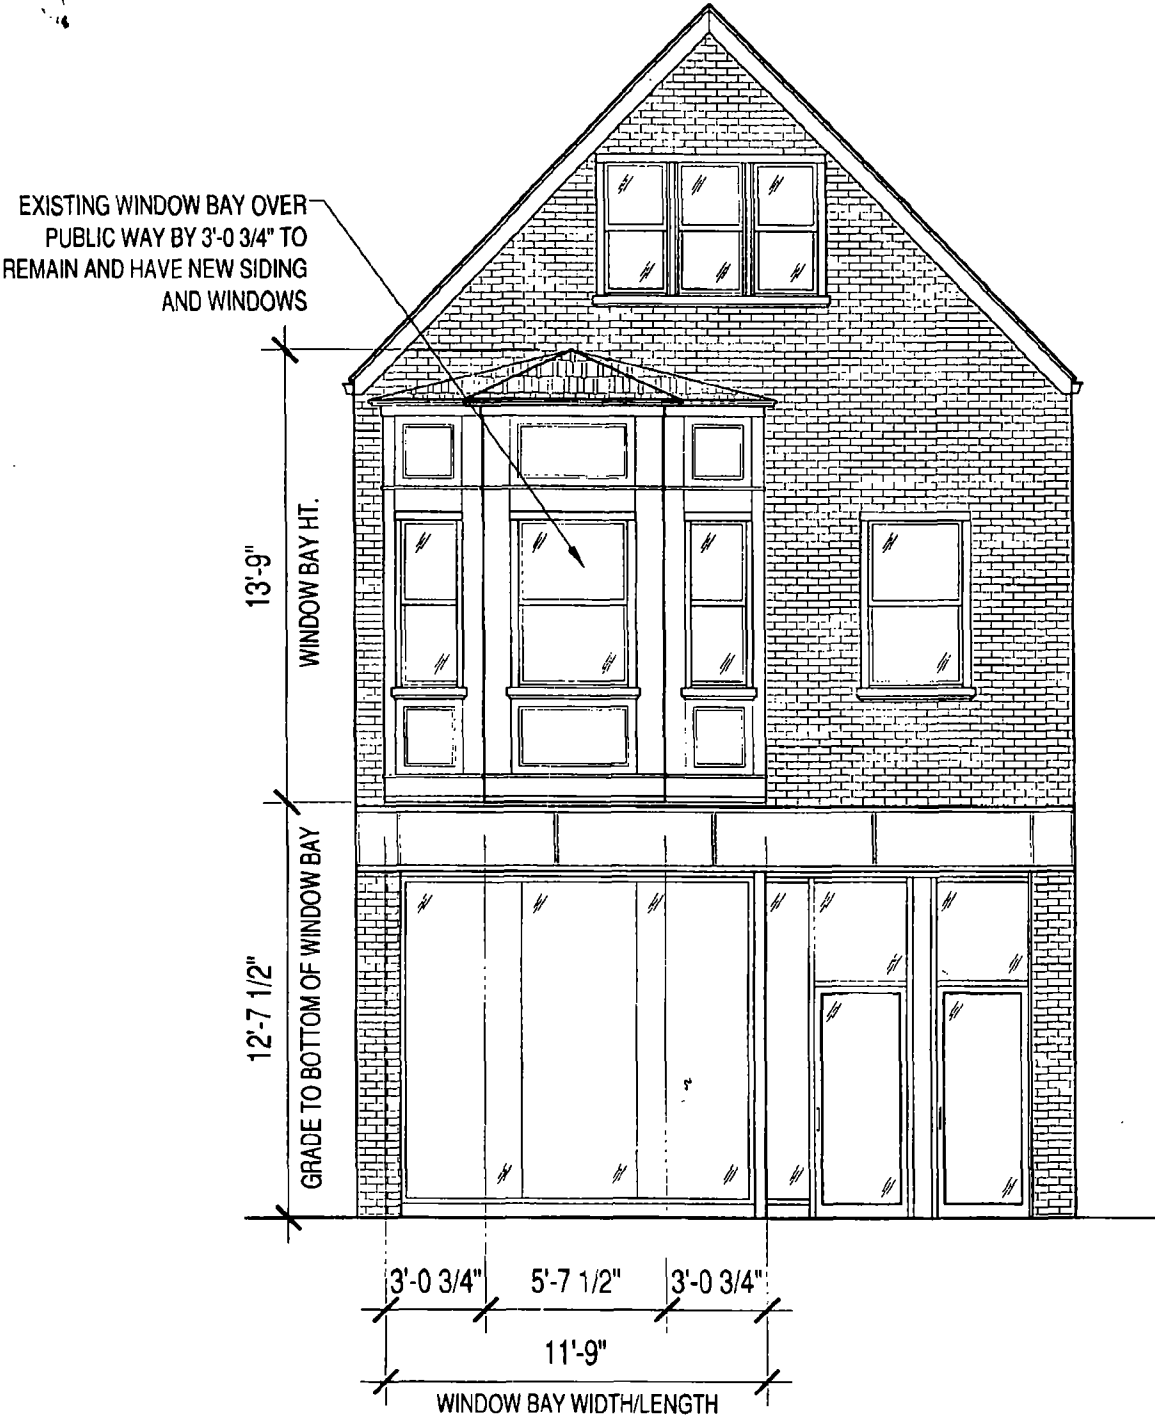 EXISTING WINDOW BAY OVER
PUBLIC WAY BY 3'-0 3/4" TO
REMAIN AND HAVE NEW SIDING
AND WINDOWS
13'-9"
WINDOW BAY HT.
12'-7 1/2"
GRADE TO BOTTOM OF WINDOW BAY
3'-0 3/4"
5'-7 1/2"
3'-0 3/4"
11'-9"
WINDOW BAY WIDTH/LENGTH